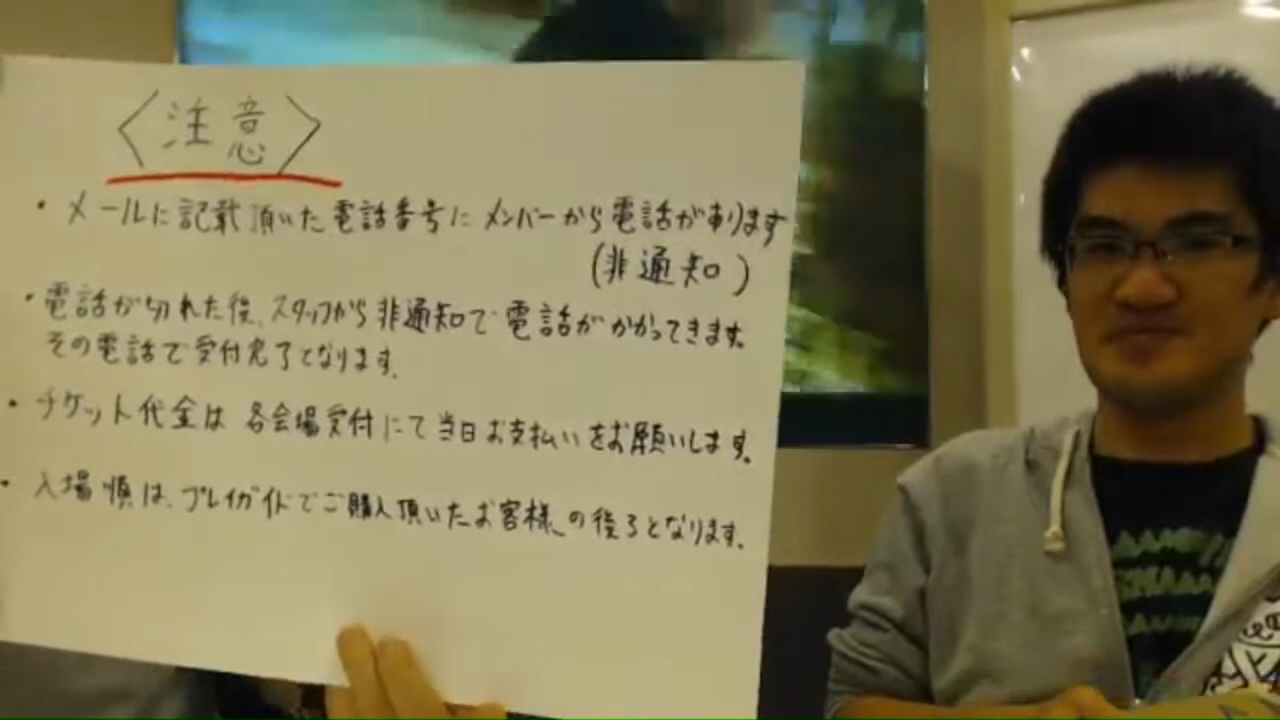 〈注意〉
・メールに記載頂いた電話番号にメンバーから電話が有ります
(非通知)
・電話が切れた後、スタッフから非通知で電話がかかってきます。
その電話で受付完了となります。
・チケット代金は各会場受付にて当日お支払いをお願いします。
・入場順は、プレイガイドでご購入頂いたお客様の後ろとなります。